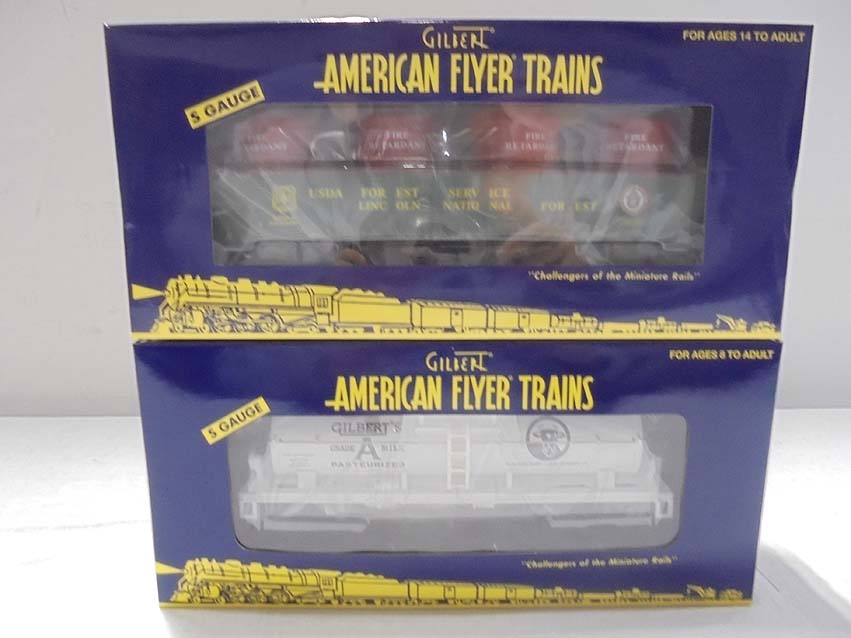 GILBERT
FOR AGES 14 TO ADULT
AMERICAN FLYER TRAINS
S GAUGE
FIRE FIRE FIRE FIRE
RETARDANT RETARDANT RETARDANT RETARDANT
USDA FOREST SERVICE
LINCOLN NATIONAL FOREST
"Challengers of the Miniature Rails"
GILBERT
FOR AGES 8 TO ADULT
AMERICAN FLYER TRAINS
S GAUGE
GILBERT'S
GRADE A MILK
PASTEURIZED
"Challengers of the Miniature Rails"